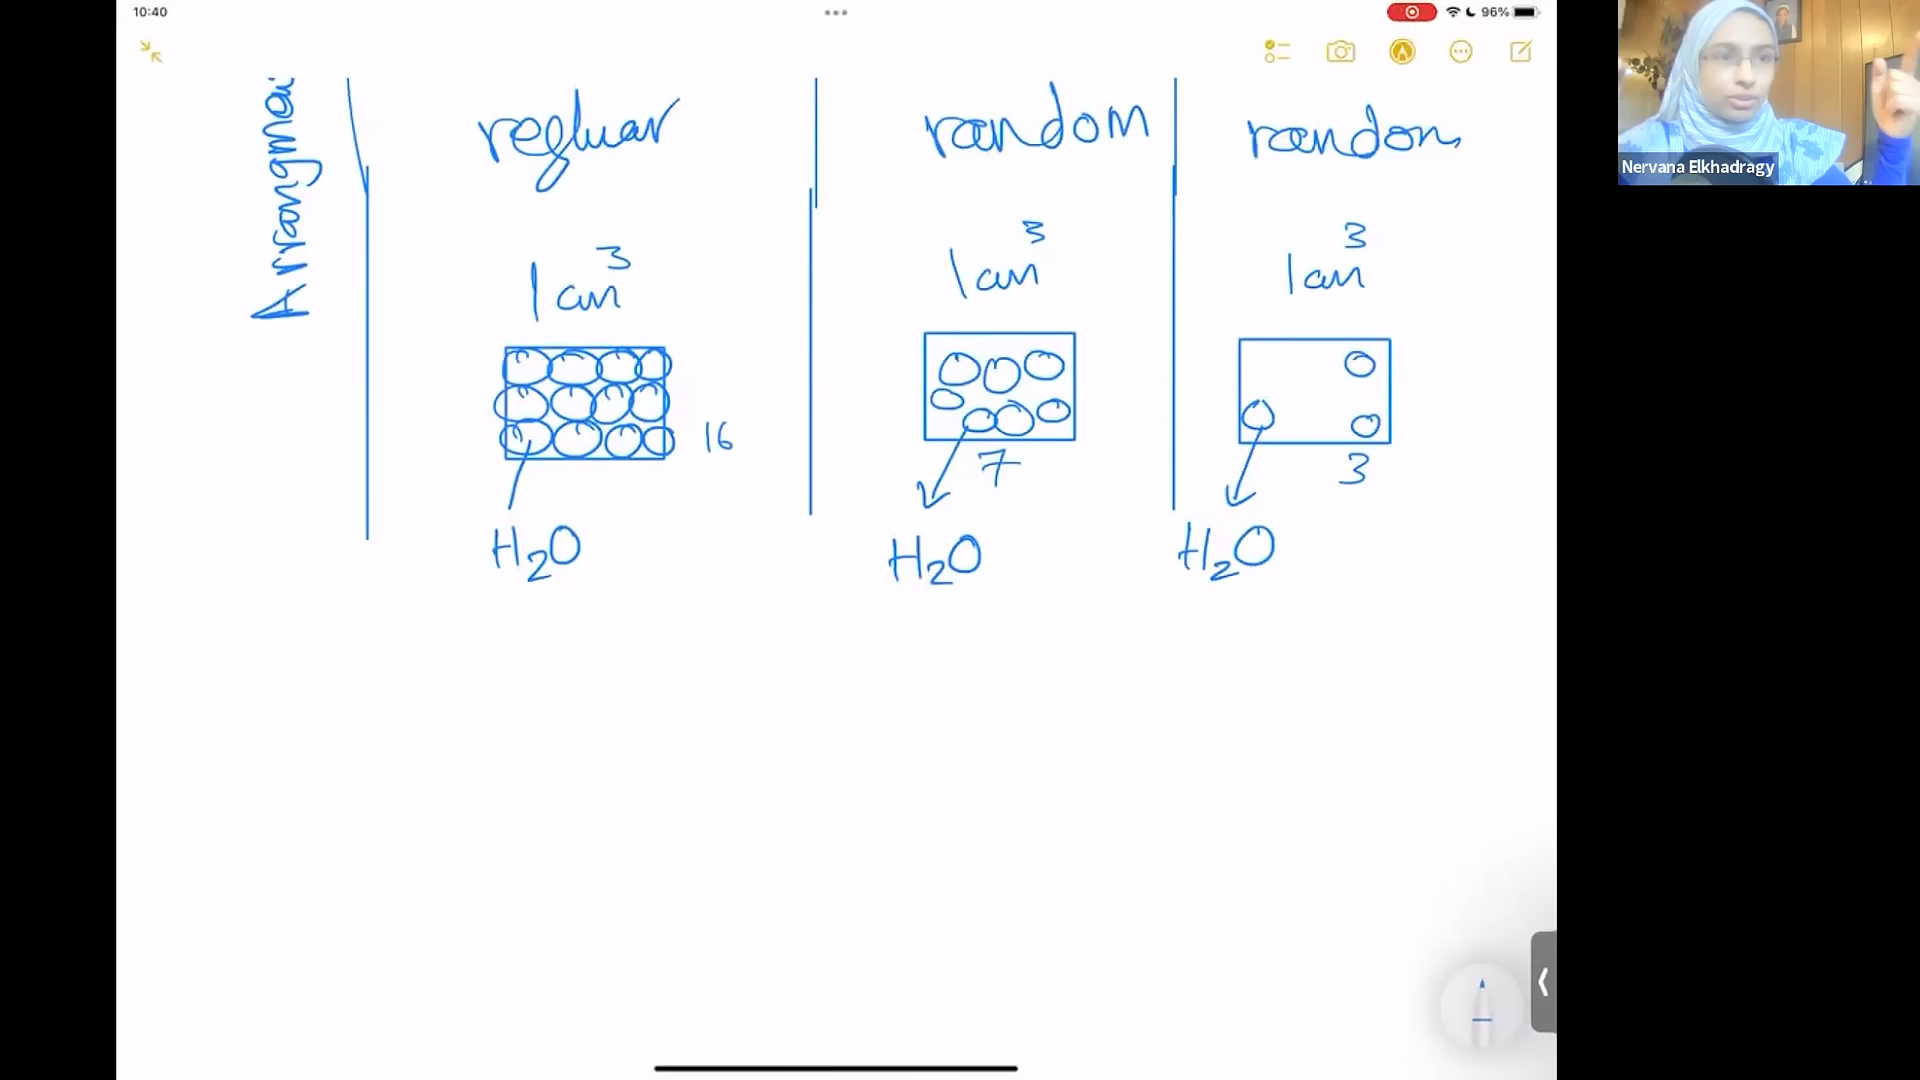 10:40
96%
Nervana Elkhadragy
regluar random random
1 cm³ 1 cm³ 1 cm³
16
7 3
H₂O H₂O H₂O